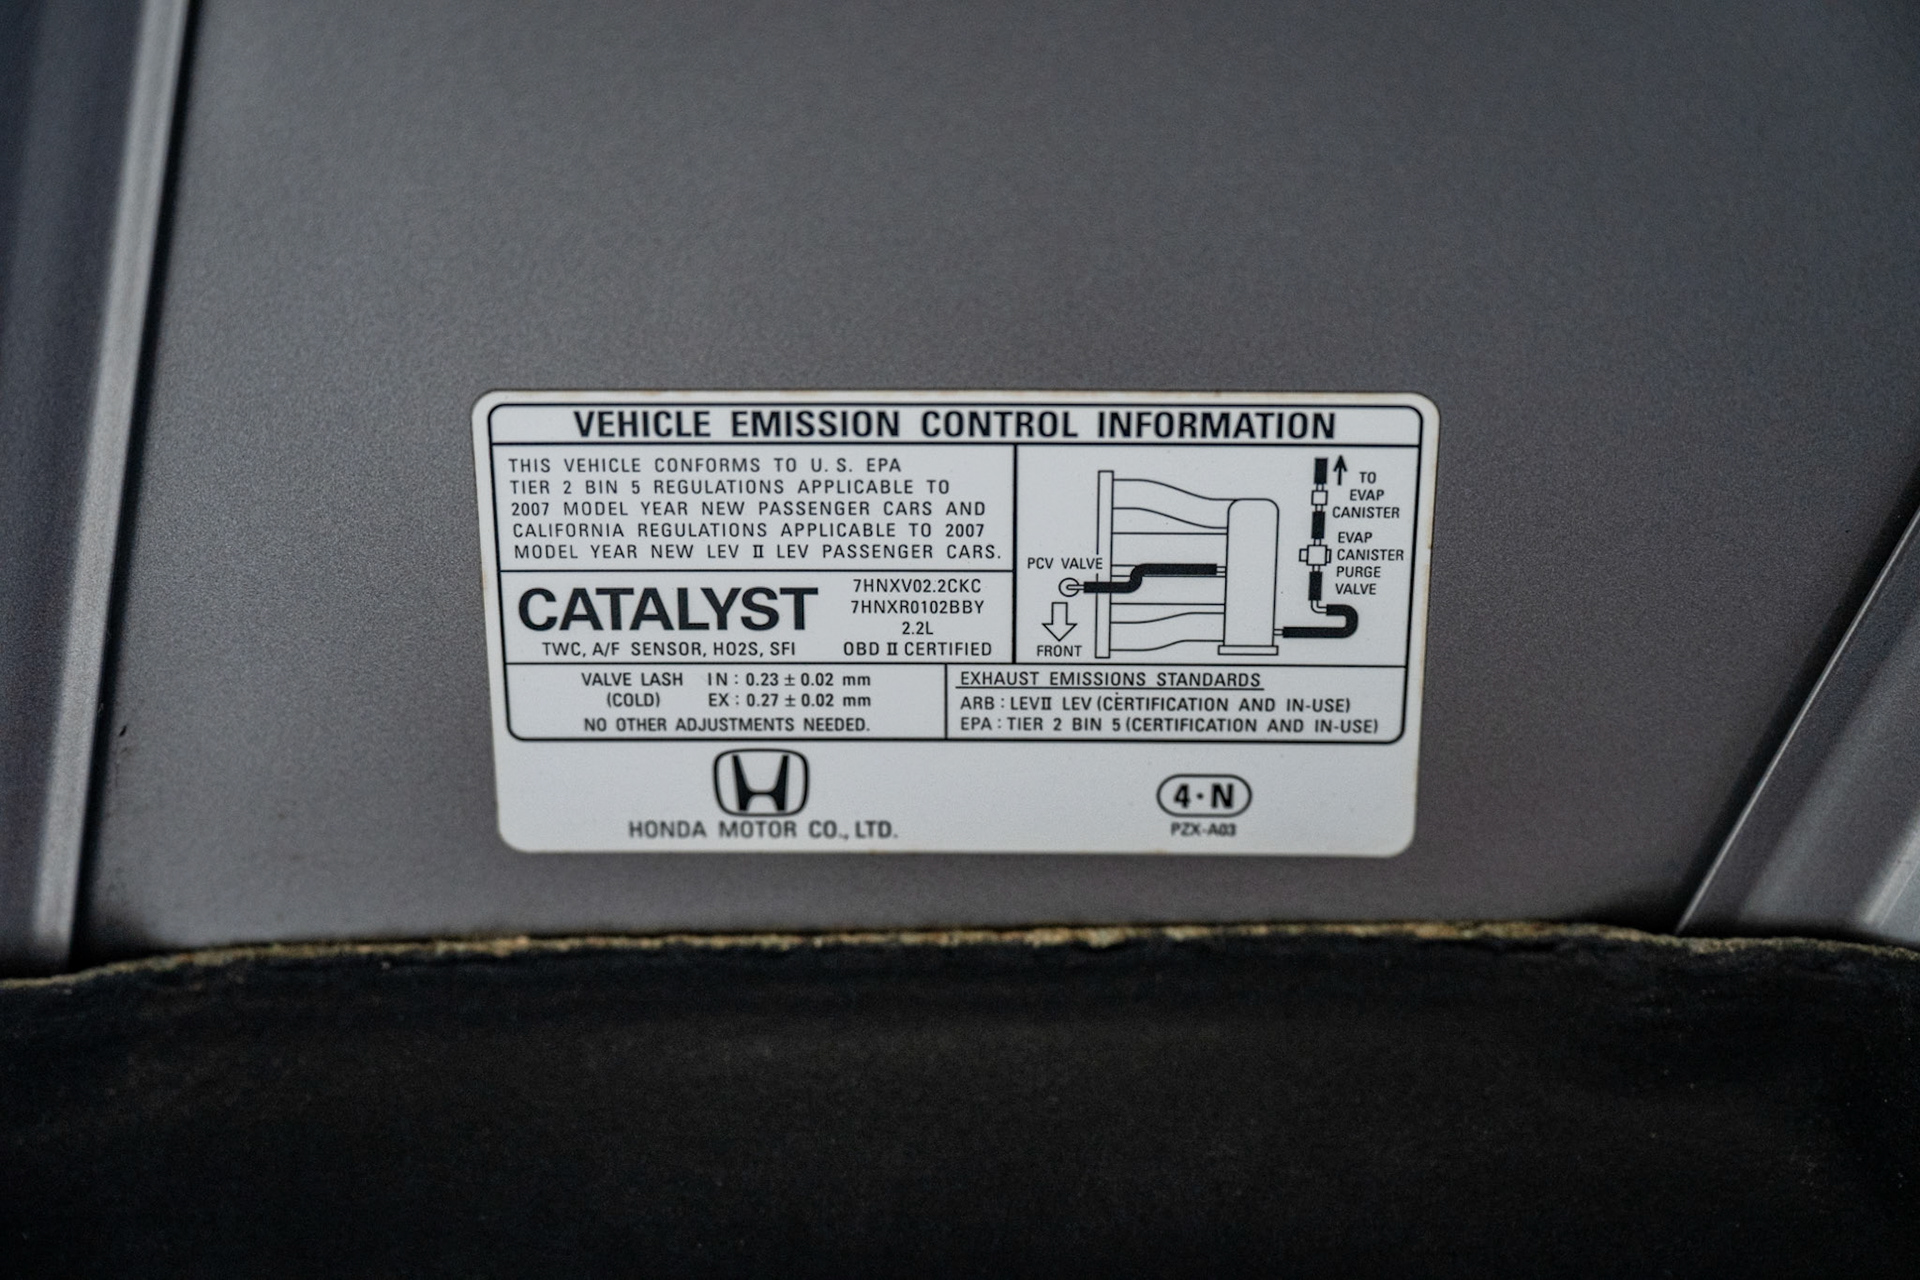 VEHICLE EMISSION CONTROL INFORMATION
THIS VEHICLE CONFORMS TO U. S. EPA
TIER 2 BIN 5 REGULATIONS APPLICABLE TO
2007 MODEL YEAR NEW PASSENGER CARS AND
CALIFORNIA REGULATIONS APPLICABLE TO 2007
MODEL YEAR NEW LEV II LEV PASSENGER CARS.
CATALYST
TWC, A/F SENSOR, HO2S, SFI
7HNXV02.2CKC
7HNXR0102BBY
2.2L
OBD II CERTIFIED
PCV VALVE
FRONT
TO
EVAP
CANISTER
EVAP
CANISTER
PURGE
VALVE
VALVE LASH IN : 0.23 ± 0.02 mm
(COLD) EX : 0.27 ± 0.02 mm
NO OTHER ADJUSTMENTS NEEDED.
EXHAUST EMISSIONS STANDARDS
ARB : LEVII LEV (CERTIFICATION AND IN-USE)
EPA : TIER 2 BIN 5 (CERTIFICATION AND IN-USE)
HONDA MOTOR CO., LTD.
4·N
PZX-A03